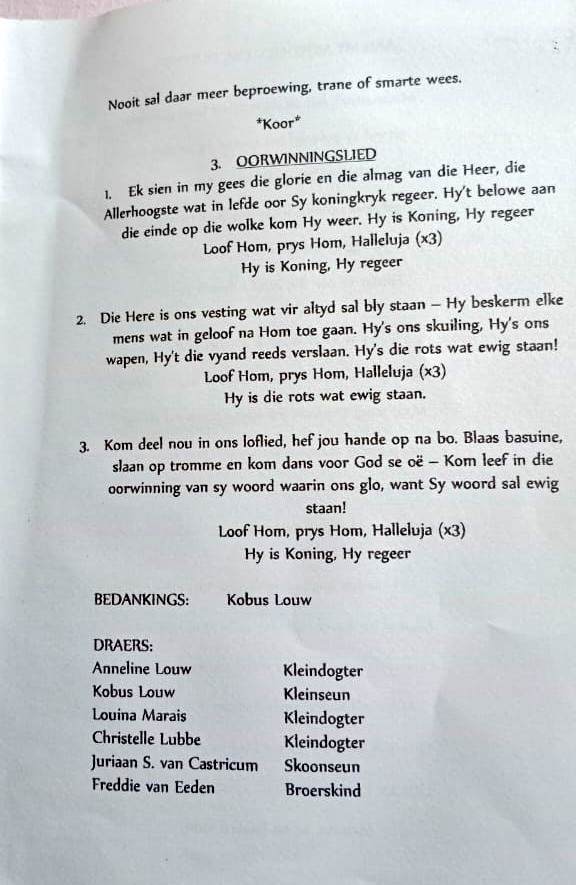 Nooit sal daar meer beproewing, trane of smarte wees.
*Koor*
3. OORWINNINGSLIED
1. Ek sien in my gees die glorie en die almag van die Heer, die
Allerhoogste wat in lefde oor Sy koningkryk regeer. Hy't belowe aan
die einde op die wolke kom Hy weer. Hy is Koning, Hy regeer
Loof Hom, prys Hom, Halleluja (x3)
Hy is Koning, Hy regeer
2. Die Here is ons vesting wat vir altyd sal bly staan – Hy beskerm elke
mens wat in geloof na Hom toe gaan. Hy's ons skuiling, Hy's ons
wapen, Hy't die vyand reeds verslaan. Hy's die rots wat ewig staan!
Loof Hom, prys Hom, Halleluja (x3)
Hy is die rots wat ewig staan.
3. Kom deel nou in ons loflied, hef jou hande op na bo. Blaas basuine,
slaan op tromme en kom dans voor God se oë – Kom leef in die
oorwinning van sy woord waarin ons glo, want Sy woord sal ewig
staan!
Loof Hom, prys Hom, Halleluja (x3)
Hy is Koning, Hy regeer
BEDANKINGS: Kobus Louw
DRAERS:
Anneline Louw Kleindogter
Kobus Louw Kleinseun
Louina Marais Kleindogter
Christelle Lubbe Kleindogter
Juriaan S. van Castricum Skoonseun
Freddie van Eeden Broerskind